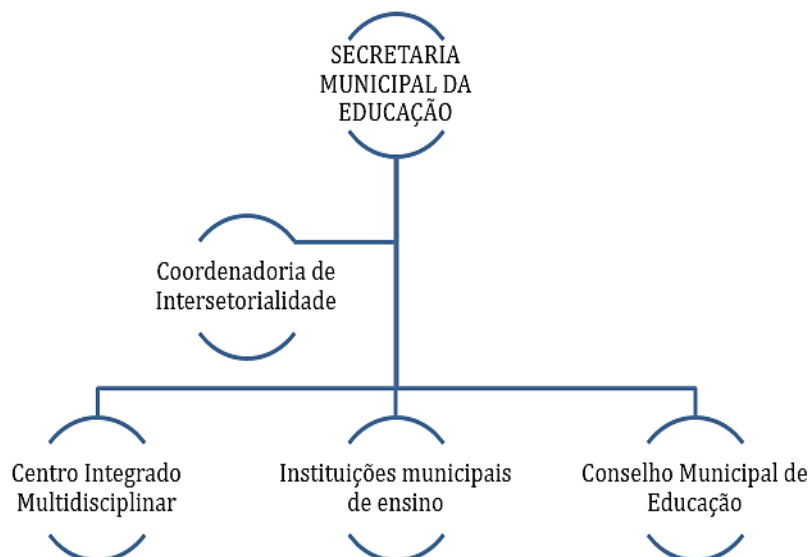 SECRETARIA
MUNICIPAL DA
EDUCAÇÃO
Coordenadoria de
Intersetorialidade
Centro Integrado
Multidisciplinar
Instituições municipais
de ensino
Conselho Municipal de
Educação